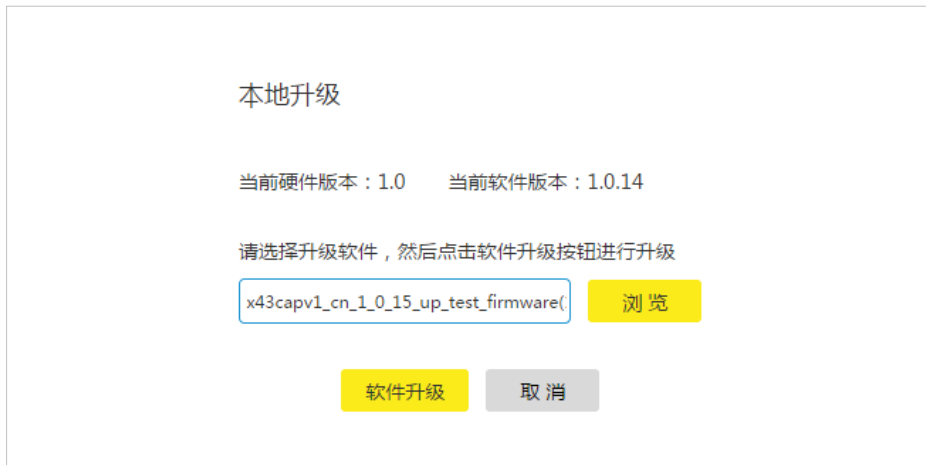 本地升级
当前硬件版本：1.0 当前软件版本：1.0.14
请选择升级软件，然后点击软件升级按钮进行升级
x43capv1_cn_1_0_15_up_test_firmware( 浏 览
软件升级 取 消